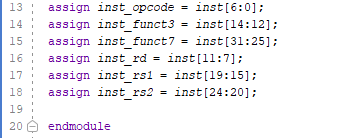 13 assign inst_opcode = inst[6:0];
14 assign inst_funct3 = inst[14:12];
15 assign inst_funct7 = inst[31:25];
16 assign inst_rd = inst[11:7];
17 assign inst_rs1 = inst[19:15];
18 assign inst_rs2 = inst[24:20];
19
20 endmodule